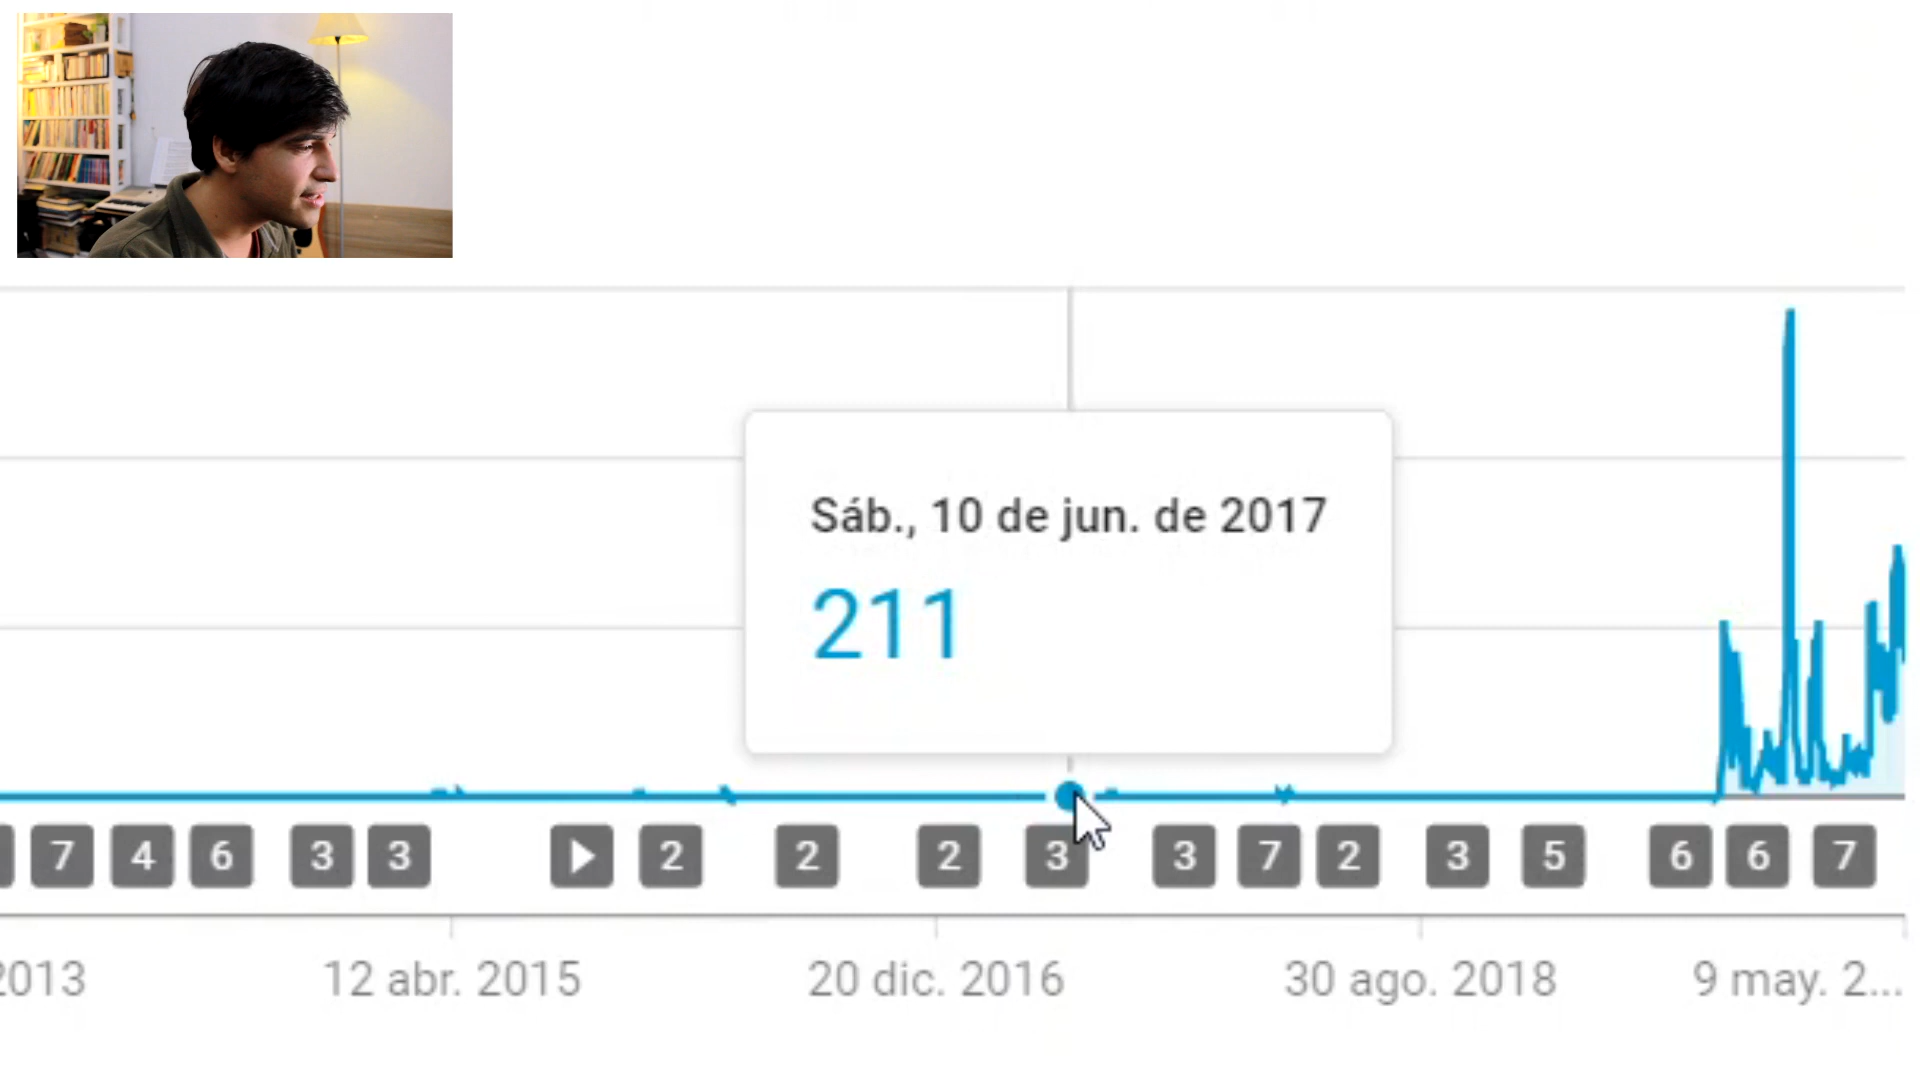 Sáb., 10 de jun. de 2017
211
7 4 6 3 3 2 2 2 3 3 7 2 3 5 6 6 7
2013 12 abr. 2015 20 dic. 2016 30 ago. 2018 9 may. 2...